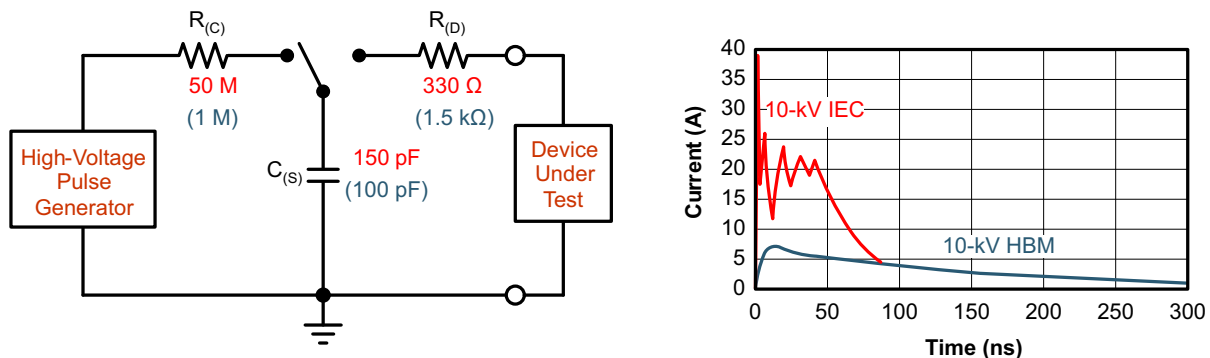 R(C)
50 M
(1 M)
R(D)
330 Ω
(1.5 kΩ)
High-Voltage
Pulse
Generator
C(S)
150 pF
(100 pF)
Device
Under
Test
Current (A)
40
35
30
25
20
15
10
5
0
10-kV IEC
10-kV HBM
0
50
100
150
200
250
300
Time (ns)